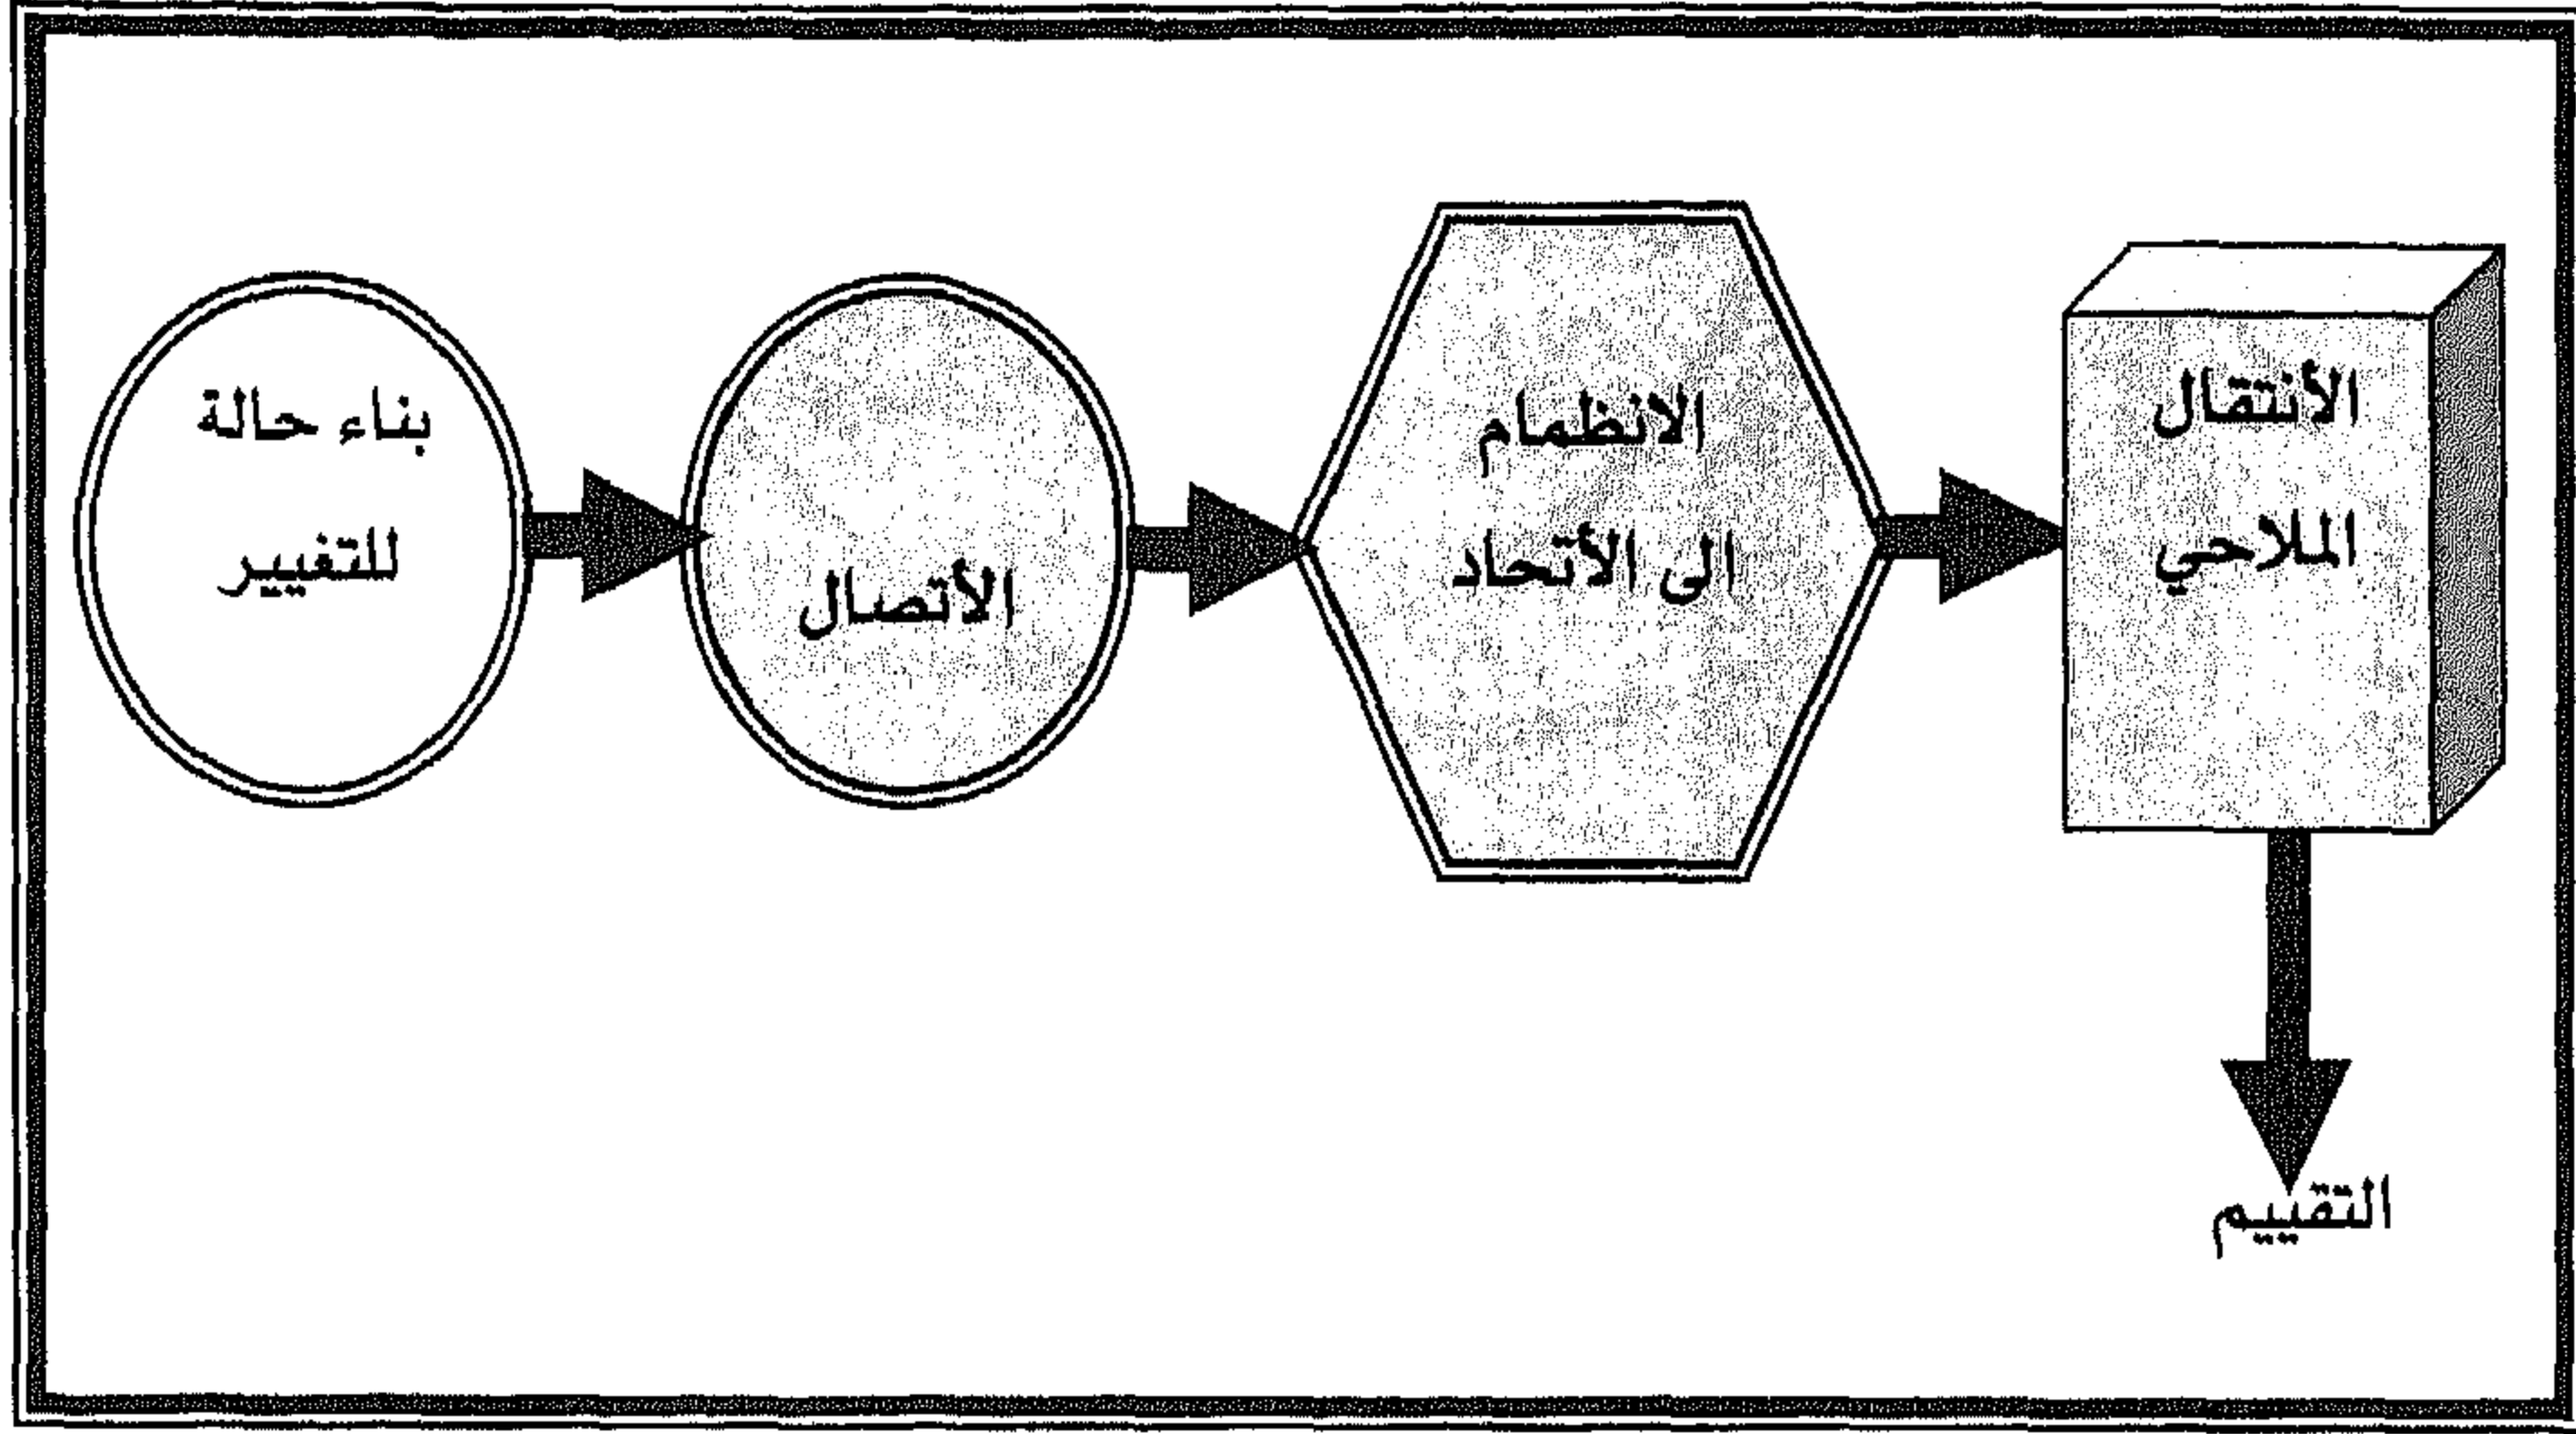 بناء حالة
للتغيير
الأتصال
الانظمام
الى الأتحاد
الأنتقال
الملاحي
التقييم